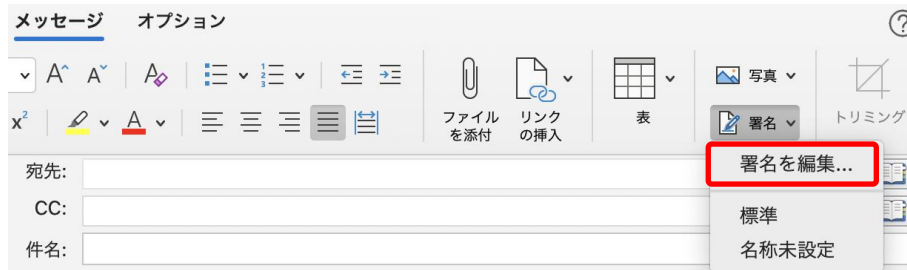 メッセージ オプション
A A A
写真
x² A
ファイル
を添付
リンク
の挿入
表
署名
トリミング
署名を編集...
宛先:
CC:
標準
件名:
名称未設定